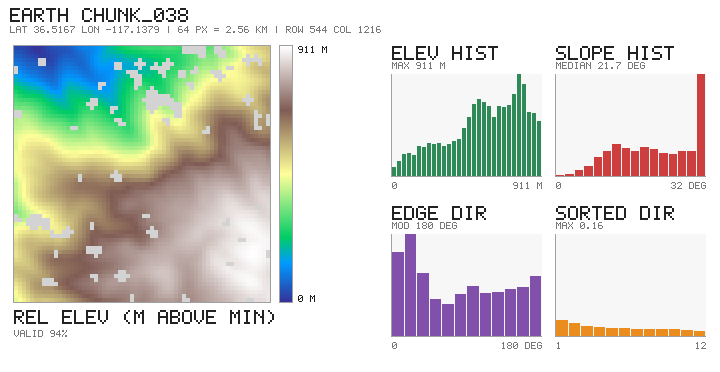 EARTH CHUNK_038
LAT 36.5167 LON -117.1379 | 64 PX = 2.56 KM | ROW 544 COL 1216
911 M
0 M
REL ELEV (M ABOVE MIN)
VALID 94%
ELEV HIST
MAX 911 M
0 911 M
SLOPE HIST
MEDIAN 21.7 DEG
0 32 DEG
EDGE DIR
MOD 180 DEG
0 180 DEG
SORTED DIR
MAX 0.16
1 12